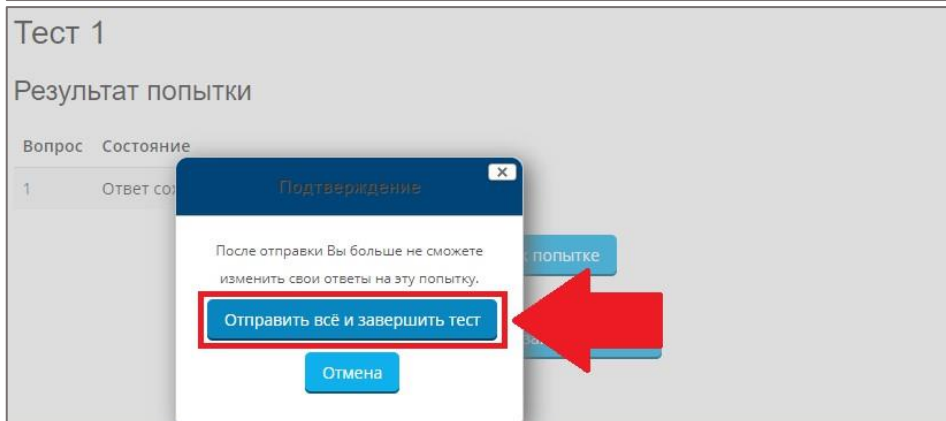 Тест 1
Результат попытки
Вопрос Состояние
1 Ответ
Подтверждение
После отправки Вы больше не сможете
изменить свои ответы на эту попытку.
попытке
Отправить всё и завершить тест
Отмена